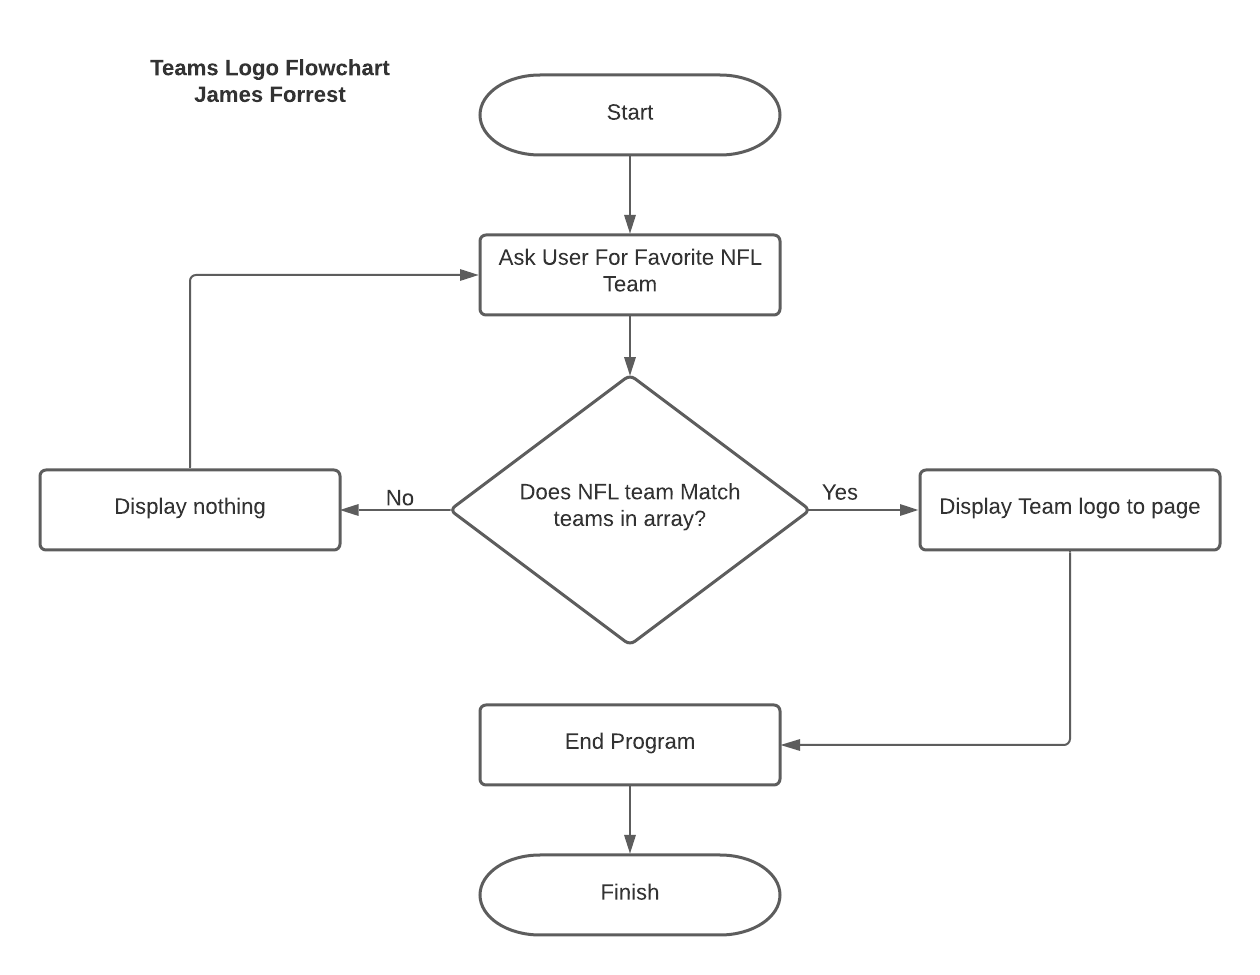 Teams Logo Flowchart
James Forrest
Start
Ask User For Favorite NFL
Team
Does NFL team Match
teams in array?
No
Display nothing
Yes
Display Team logo to page
End Program
Finish